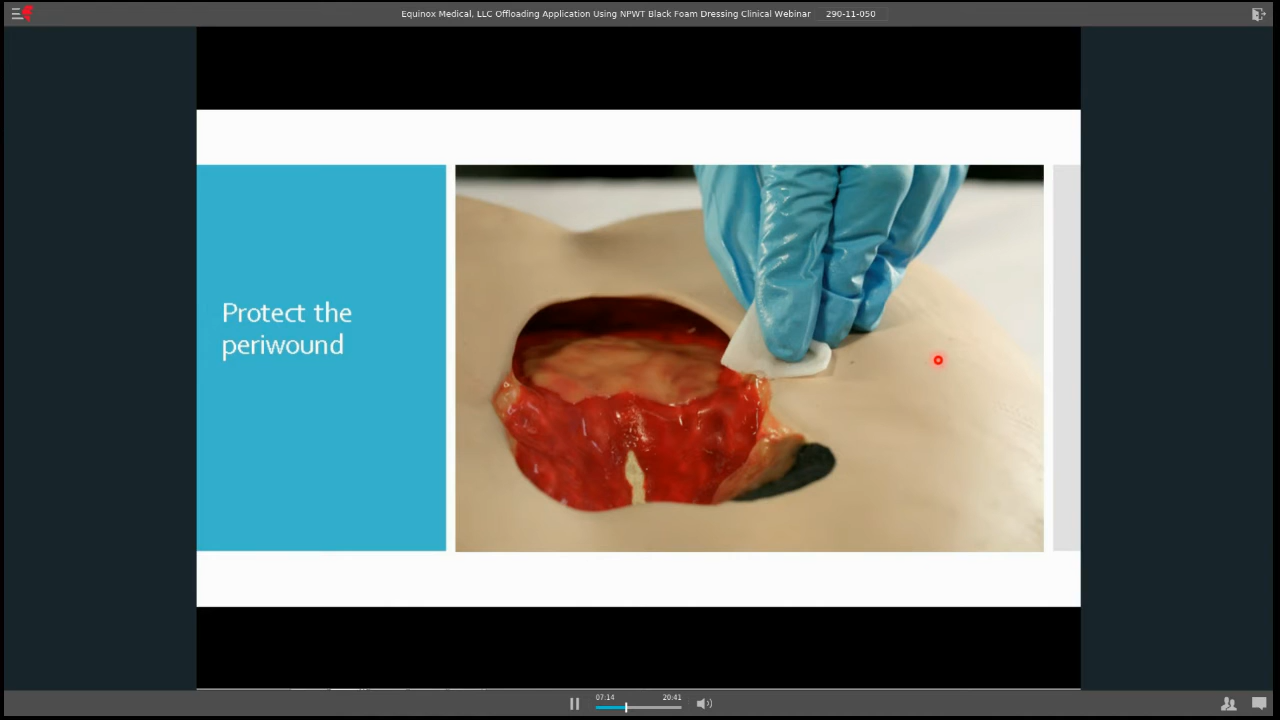 Equinox Medical, LLC Offloading Application Using NPWT Black Foam Dressing Clinical Webinar 290-11-050
Protect the
periwound
07:14 20:41